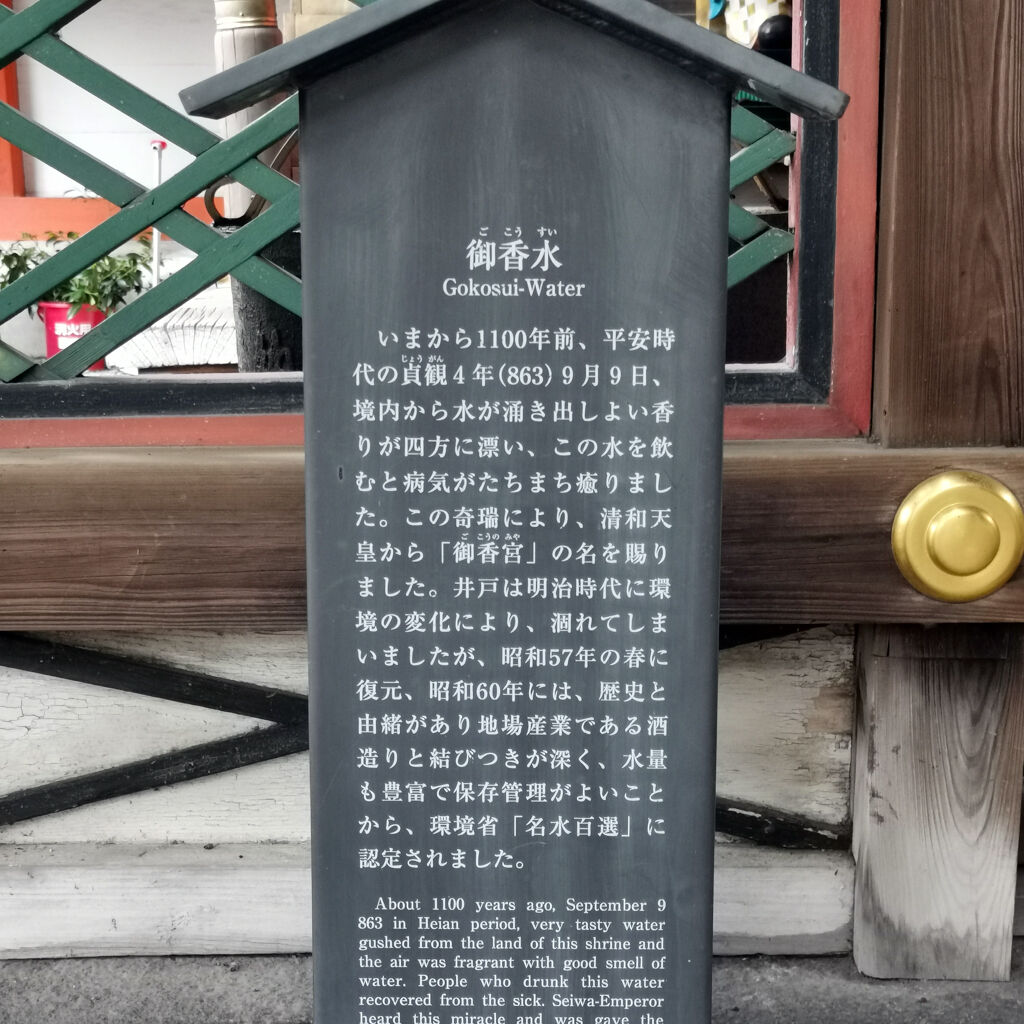 ごこうすい
御香水
Gokosui-Water
いまから1100年前、平安時
代の貞観4年(863)9月9日、
じょうがん
境内から水が涌き出しよい香
りが四方に漂い、この水を飲
むと病気がたちまち癒りまし
た。この奇瑞により、清和天
ごこうのみや
皇から「御香宮」の名を賜り
ました。井戸は明治時代に環
境の変化により、涸れてしま
いましたが、昭和57年の春に
復元、昭和60年には、歴史と
由緒があり地場産業である酒
造りと結びつきが深く、水量
も豊富で保存管理がよいこと
から、環境省「名水百選」に
認定されました。
About 1100 years ago, September 9
863 in Heian period, very tasty water
gushed from the land of this shrine and
the air was fragrant with good smell of
water. People who drunk this water
recovered from the sick. Seiwa-Emperor
heard this miracle and was gave the
消火用